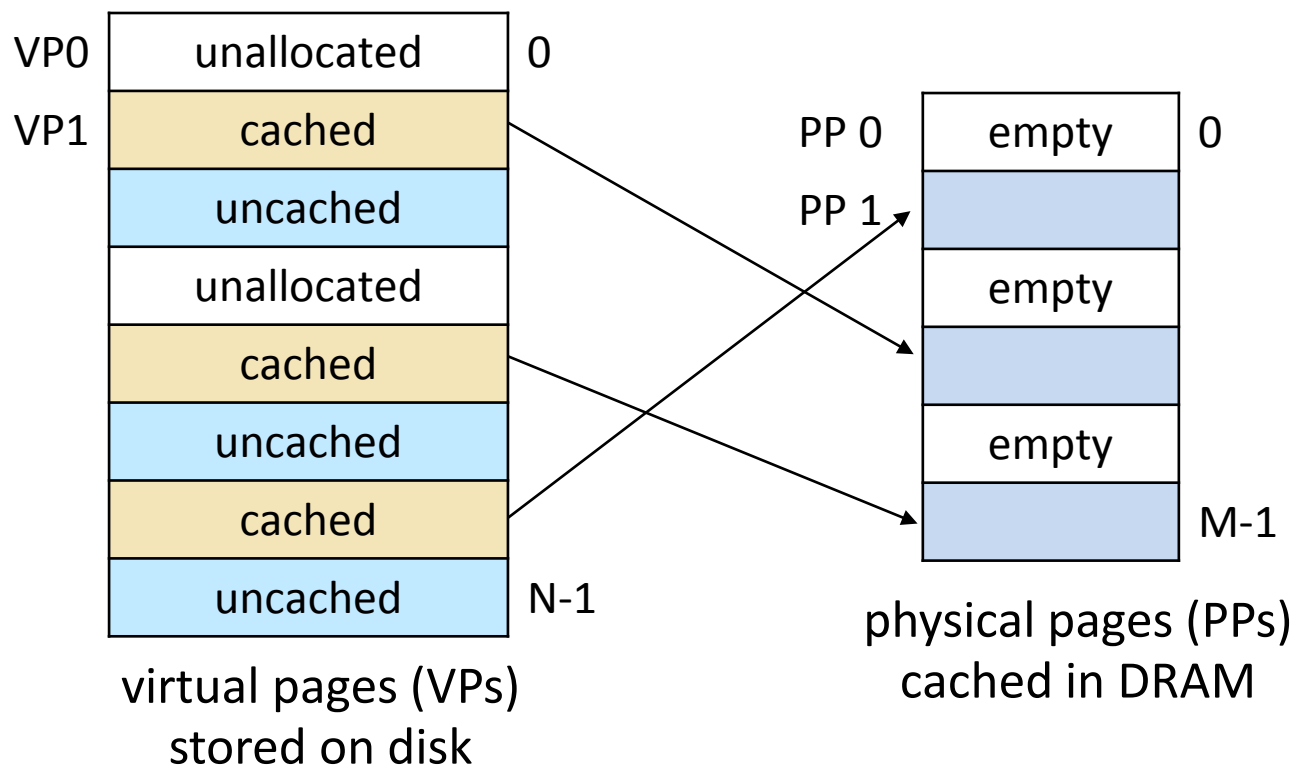 VP0 unallocated 0
VP1 cached
uncached
unallocated
cached
uncached
cached
uncached N-1
virtual pages (VPs)
stored on disk
PP 0 empty 0
PP 1
empty
empty
M-1
physical pages (PPs)
cached in DRAM